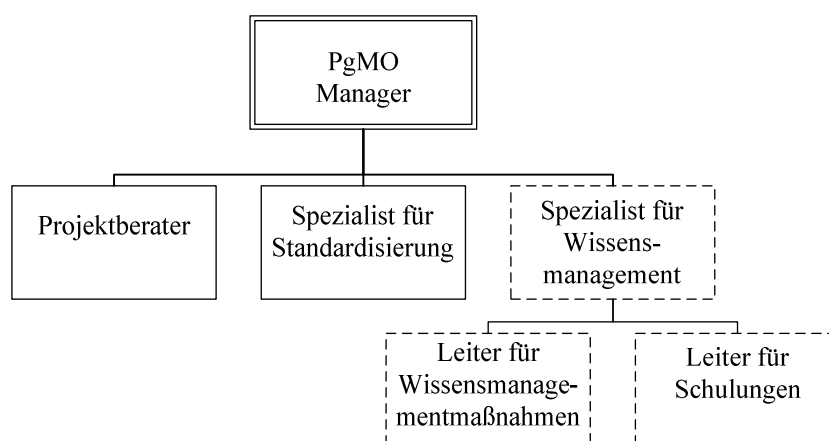 PgMO
Manager
Projektberater
Spezialist für
Standardisierung
Spezialist für
Wissens-
management
Leiter für
Wissensmanage-
mentmaßnahmen
Leiter für
Schulungen